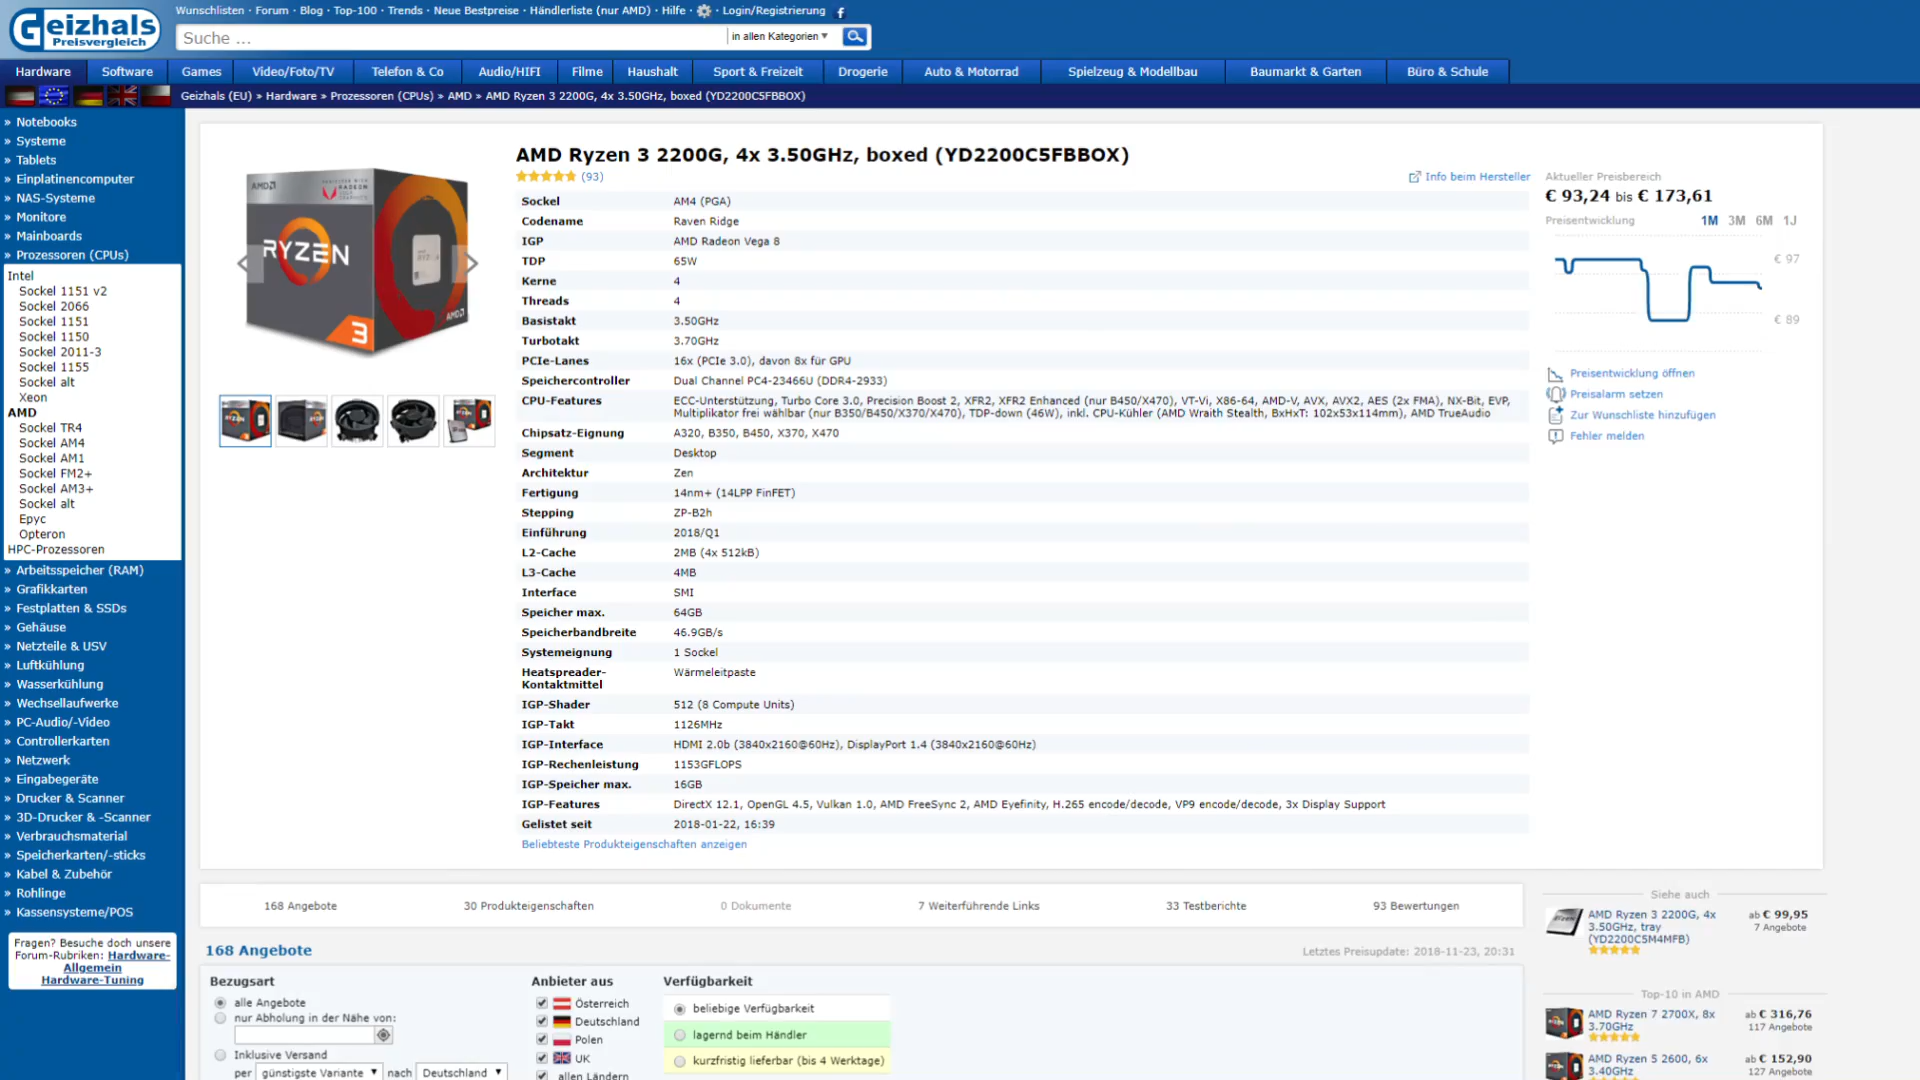 Geizhals
Preisvergleich
Wunschlisten · Forum · Blog · Top-100 · Trends · Neue Bestpreise · Händlerliste (nur AMD) · Hilfe · Login/Registrierung
Suche ...
in allen Kategorien
Hardware Software Games Video/Foto/TV Telefon & Co Audio/HIFI Filme Haushalt Sport & Freizeit Drogerie Auto & Motorrad Spielzeug & Modellbau Baumarkt & Garten Büro & Schule
Geizhals (EU) » Hardware » Prozessoren (CPUs) » AMD » AMD Ryzen 3 2200G, 4x 3.50GHz, boxed (YD2200C5FBBOX)
» Notebooks
» Systeme
» Tablets
» Einplatinencomputer
» NAS-Systeme
» Monitore
» Mainboards
» Prozessoren (CPUs)
Intel
Sockel 1151 v2
Sockel 2066
Sockel 1151
Sockel 1150
Sockel 2011-3
Sockel 1155
Sockel alt
Xeon
AMD
Sockel TR4
Sockel AM4
Sockel AM1
Sockel FM2+
Sockel AM3+
Sockel alt
Epyc
Opteron
HPC-Prozessoren
» Arbeitsspeicher (RAM)
» Grafikkarten
» Festplatten & SSDs
» Gehäuse
» Netzteile & USV
» Luftkühlung
» Wasserkühlung
» Wechsellaufwerke
» PC-Audio/-Video
» Controllerkarten
» Netzwerk
» Eingabegeräte
» Drucker & Scanner
» 3D-Drucker & -Scanner
» Verbrauchsmaterial
» Speicherkarten/-sticks
» Kabel & Zubehör
» Rohlinge
» Kassensysteme/POS
Fragen? Besuche doch unsere
Forum-Rubriken: Hardware-
Allgemein
Hardware-Tuning
AMD
RADEON
RYZEN
3
AMD
AMD Ryzen 3 2200G, 4x 3.50GHz, boxed (YD2200C5FBBOX)
(93)
Info beim Hersteller
Sockel AM4 (PGA)
Codename Raven Ridge
IGP AMD Radeon Vega 8
TDP 65W
Kerne 4
Threads 4
Basistakt 3.50GHz
Turbotakt 3.70GHz
PCIe-Lanes 16x (PCIe 3.0), davon 8x für GPU
Speichercontroller Dual Channel PC4-23466U (DDR4-2933)
CPU-Features ECC-Unterstützung, Turbo Core 3.0, Precision Boost 2, XFR2, XFR2 Enhanced (nur B450/X470), VT-Vi, X86-64, AMD-V, AVX, AVX2, AES (2x FMA), NX-Bit, EVP,
Multiplikator frei wählbar (nur B350/B450/X370/X470), TDP-down (46W), inkl. CPU-Kühler (AMD Wraith Stealth, BxHxT: 102x53x114mm), AMD TrueAudio
Chipsatz-Eignung A320, B350, B450, X370, X470
Segment Desktop
Architektur Zen
Fertigung 14nm+ (14LPP FinFET)
Stepping ZP-B2h
Einführung 2018/Q1
L2-Cache 2MB (4x 512kB)
L3-Cache 4MB
Interface SMI
Speicher max. 64GB
Speicherbandbreite 46.9GB/s
Systemeignung 1 Sockel
Heatspreader- Wärmeleitpaste
Kontaktmittel
IGP-Shader 512 (8 Compute Units)
IGP-Takt 1126MHz
IGP-Interface HDMI 2.0b (3840x2160@60Hz), DisplayPort 1.4 (3840x2160@60Hz)
IGP-Rechenleistung 1153GFLOPS
IGP-Speicher max. 16GB
IGP-Features DirectX 12.1, OpenGL 4.5, Vulkan 1.0, AMD FreeSync 2, AMD Eyefinity, H.265 encode/decode, VP9 encode/decode, 3x Display Support
Gelistet seit 2018-01-22, 16:39
Beliebteste Produkteigenschaften anzeigen
Aktueller Preisbereich
€ 93,24 bis € 173,61
Preisentwicklung 1M 3M 6M 1J
€ 97
€ 89
Preisentwicklung öffnen
Preisalarm setzen
Zur Wunschliste hinzufügen
Fehler melden
168 Angebote 30 Produkteigenschaften 0 Dokumente 7 Weiterführende Links 33 Testberichte 93 Bewertungen
168 Angebote
Letztes Preisupdate: 2018-11-23, 20:31
Bezugsart
alle Angebote
nur Abholung in der Nähe von:
Inklusive Versand
per günstigste Variante nach Deutschland
Anbieter aus
Österreich
Deutschland
Polen
UK
allen Ländern
Verfügbarkeit
beliebige Verfügbarkeit
lagernd beim Händler
kurzfristig lieferbar (bis 4 Werktage)
Siehe auch
AMD Ryzen 3 2200G, 4x ab € 99,95
3.50GHz, tray 7 Angebote
(YD2200C5M4MFB)
Top-10 in AMD
AMD Ryzen 7 2700X, 8x ab € 316,76
3.70GHz 117 Angebote
AMD Ryzen 5 2600, 6x ab € 152,90
3.40GHz 127 Angebote